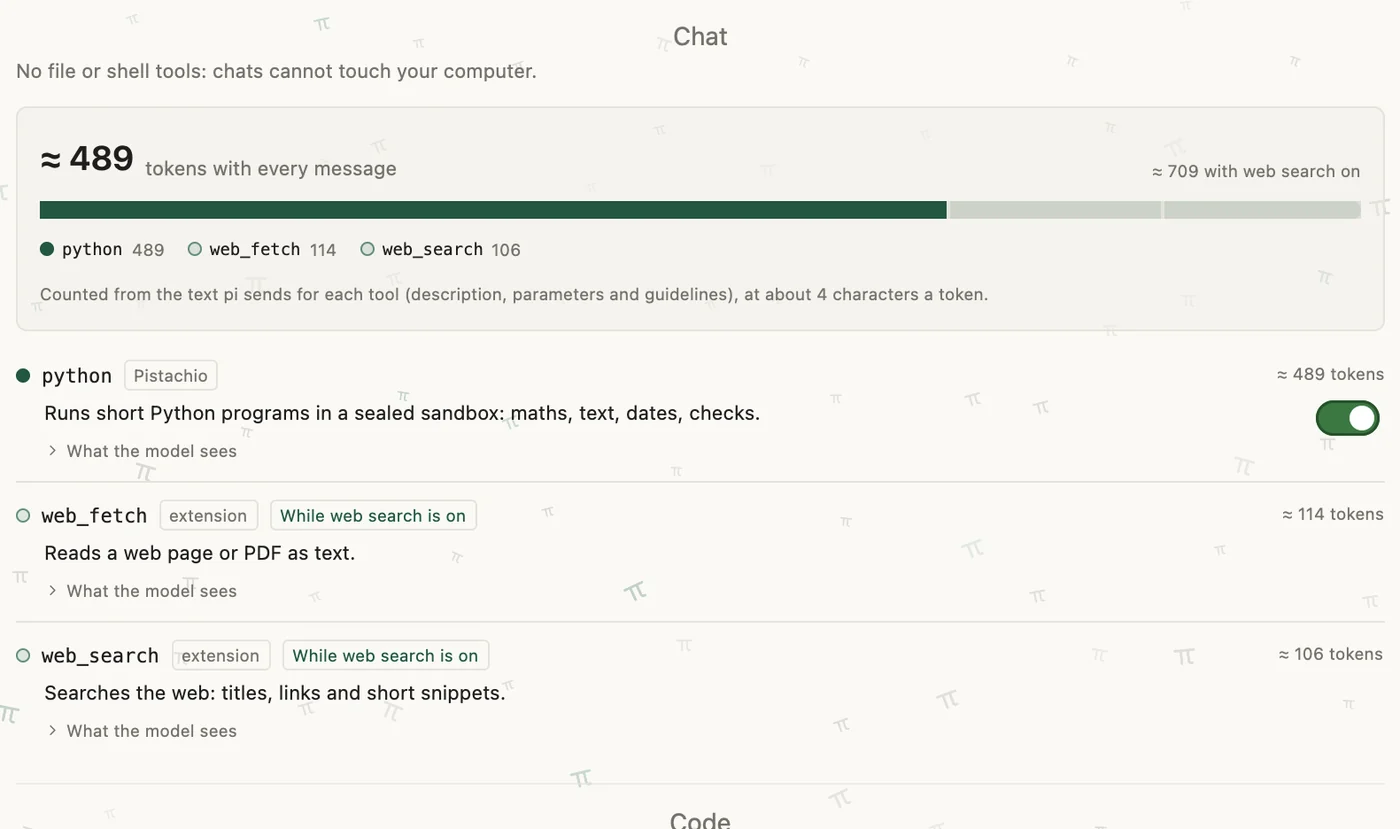 Chat
No file or shell tools: chats cannot touch your computer.
≈ 489 tokens with every message
≈ 709 with web search on
python 489 web_fetch 114 web_search 106
Counted from the text pi sends for each tool (description, parameters and guidelines), at about 4 characters a token.
python Pistachio
≈ 489 tokens
Runs short Python programs in a sealed sandbox: maths, text, dates, checks.
What the model sees
web_fetch extension While web search is on
≈ 114 tokens
Reads a web page or PDF as text.
What the model sees
web_search extension While web search is on
≈ 106 tokens
Searches the web: titles, links and short snippets.
What the model sees
Code